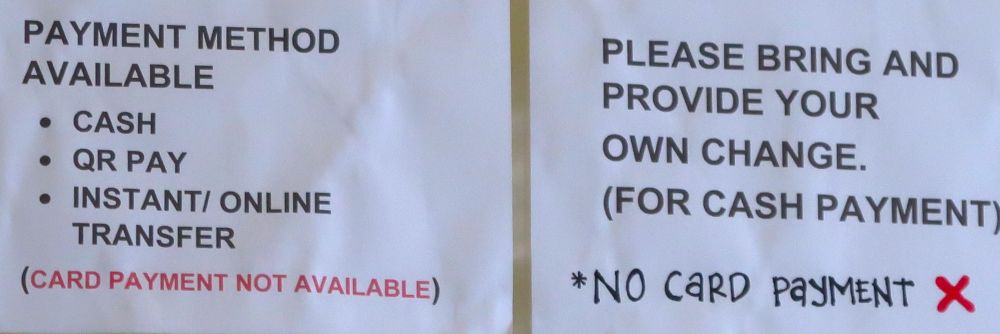 PAYMENT METHOD
AVAILABLE
• CASH
• QR PAY
• INSTANT/ ONLINE
TRANSFER
(CARD PAYMENT NOT AVAILABLE)
PLEASE BRING AND
PROVIDE YOUR
OWN CHANGE.
(FOR CASH PAYMENT)
*NO CARD PAYMENT ❌